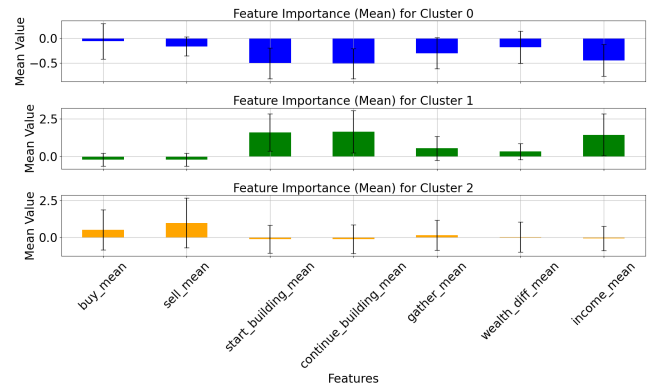 Feature Importance (Mean) for Cluster 0
Mean Value
0.0
−0.5
Feature Importance (Mean) for Cluster 1
Mean Value
2.5
0.0
Feature Importance (Mean) for Cluster 2
Mean Value
2.5
0.0
buy_mean
sell_mean
start_building_mean
continue_building_mean
gather_mean
wealth_diff_mean
income_mean
Features